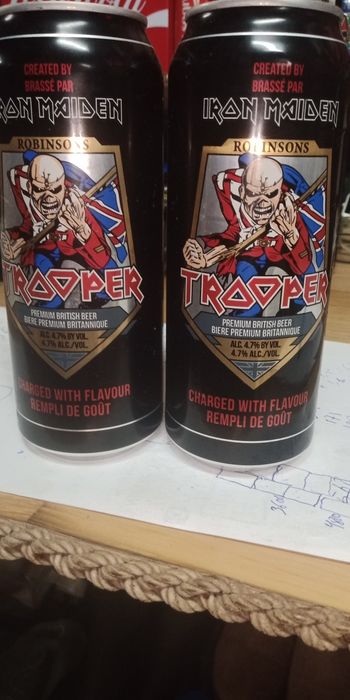 CREATED BY
BRASSÉ PAR
IRON MAIDEN
ROBINSONS
TROOPER
PREMIUM BRITISH BEER
BIÈRE PREMIUM BRITANNIQUE
ALC. 4.7% BY VOL.
4.7% ALC./VOL.
CHARGED WITH FLAVOUR
REMPLI DE GOÛT
CREATED BY
BRASSÉ PAR
IRON MAIDEN
ROBINSONS
TROOPER
PREMIUM BRITISH BEER
BIÈRE PREMIUM BRITANNIQUE
ALC. 4.7% BY VOL.
4.7% ALC./VOL.
CHARGED WITH FLAVOUR
REMPLI DE GOÛT